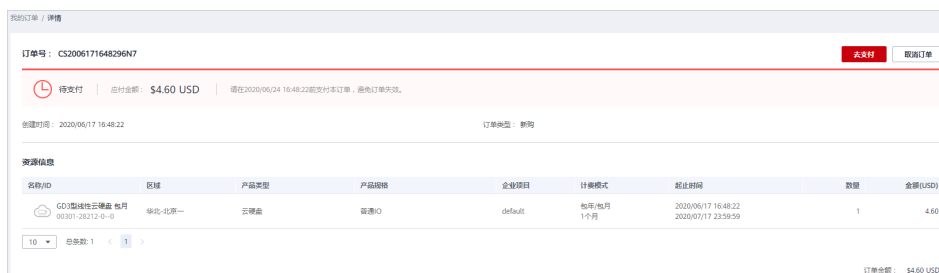 我的订单 / 详情
订单号： CS2006171648296N7
去支付 取消订单
待支付 应付金额： $4.60 USD 请在2020/06/24 16:48:22前支付本订单，避免订单失效。
创建时间： 2020/06/17 16:48:22 订单类型： 新购
资源信息
名称/ID 区域 产品类型 产品规格 企业项目 计费模式 起止时间 数量 金额(USD)
GD3型线性云硬盘 包月 华北-北京一 云硬盘 普通IO default 包年/包月 2020/06/17 16:48:22 1 4.60
00301-28212-0--0 1个月 2020/07/17 23:59:59
10 总条数: 1 < 1 >
订单金额： $4.60 USD